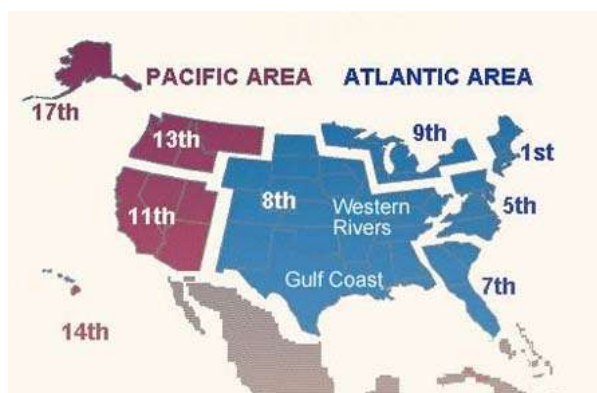 PACIFIC AREA
ATLANTIC AREA
17th
13th
9th
1st
11th
8th
Western
Rivers
5th
Gulf Coast
7th
14th